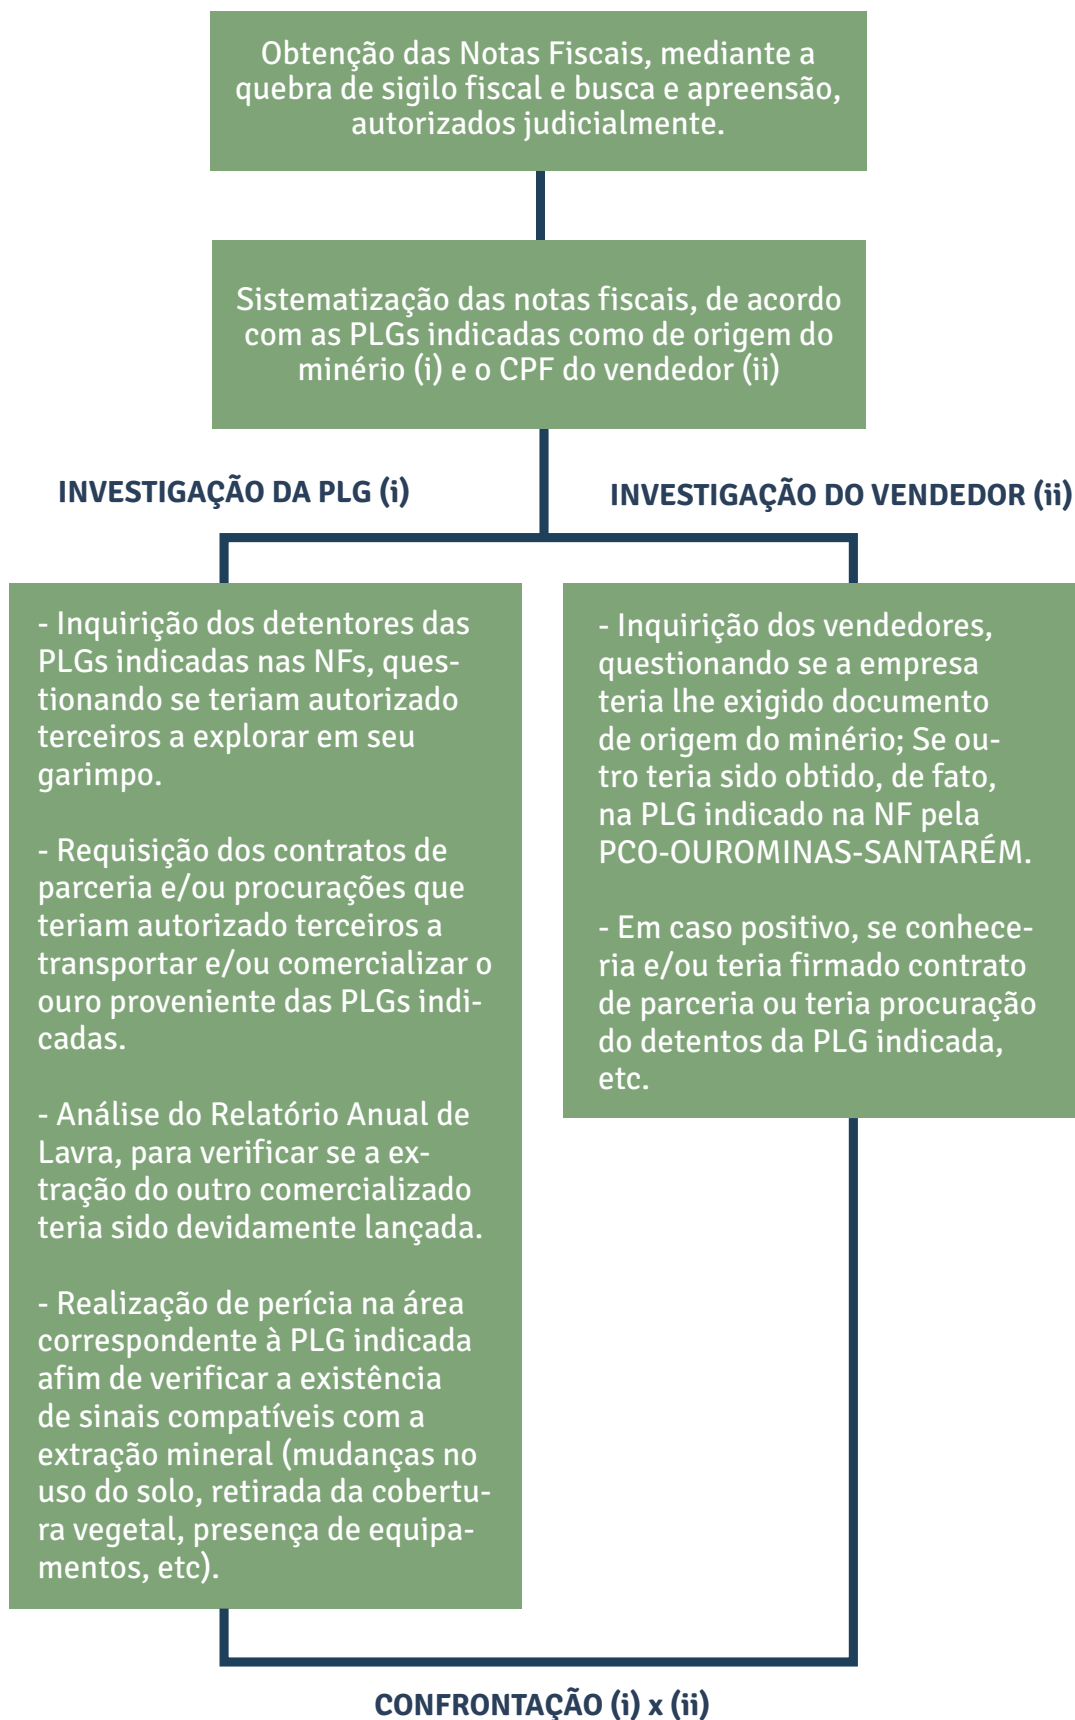 Obtenção das Notas Fiscais, mediante a
quebra de sigilo fiscal e busca e apreensão,
autorizados judicialmente.
Sistematização das notas fiscais, de acordo
com as PLGs indicadas como de origem do
minério (i) e o CPF do vendedor (ii)
INVESTIGAÇÃO DA PLG (i)
- Inquirição dos detentores das
PLGs indicadas nas NFs, ques-
tionando se teriam autorizado
terceiros a explorar em seu
garimpo.
- Requisição dos contratos de
parceria e/ou procurações que
teriam autorizado terceiros a
transportar e/ou comercializar o
ouro proveniente das PLGs indi-
cadas.
- Análise do Relatório Anual de
Lavra, para verificar se a ex-
tração do outro comercializado
teria sido devidamente lançada.
- Realização de perícia na área
correspondente à PLG indicada
afim de verificar a existência
de sinais compatíveis com a
extração mineral (mudanças no
uso do solo, retirada da cobertu-
ra vegetal, presença de equipa-
mentos, etc).
INVESTIGAÇÃO DO VENDEDOR (ii)
- Inquirição dos vendedores,
questionando se a empresa
teria lhe exigido documento
de origem do minério; Se ou-
tro teria sido obtido, de fato,
na PLG indicado na NF pela
PCO-OUROMINAS-SANTARÉM.
- Em caso positivo, se conhece-
ria e/ou teria firmado contrato
de parceria ou teria procuração
do detentos da PLG indicada,
etc.
CONFRONTAÇÃO (i) x (ii)